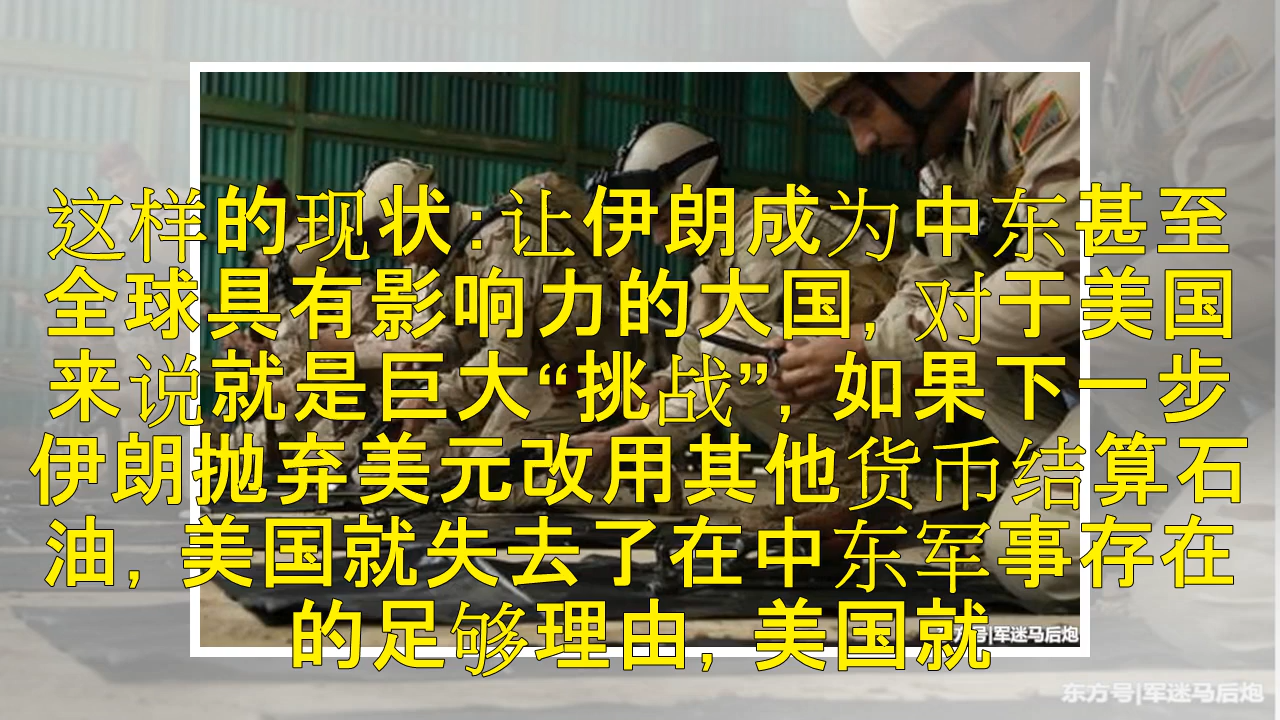 这样的现状:让伊朗成为中东甚至
全球具有影响力的大国, 对于美国
来说就是巨大“挑战”, 如果下一步
伊朗抛弃美元改用其他货币结算石
油, 美国就失去了在中东军事存在
的足够理由, 美国就
方号|军迷马后炮
东方号|军迷马后炮